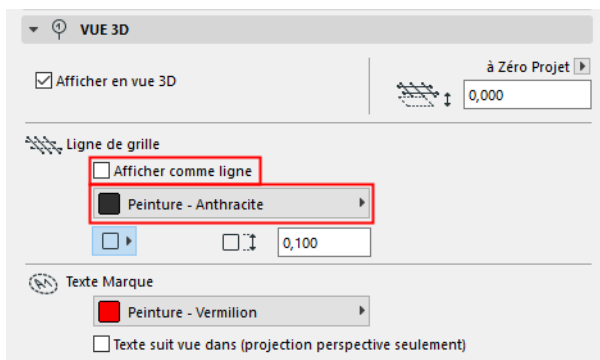 VUE 3D
Afficher en vue 3D
à Zéro Projet
0,000
Ligne de grille
Afficher comme ligne
Peinture - Anthracite
0,100
Texte Marque
Peinture - Vermilion
Texte suit vue dans (projection perspective seulement)